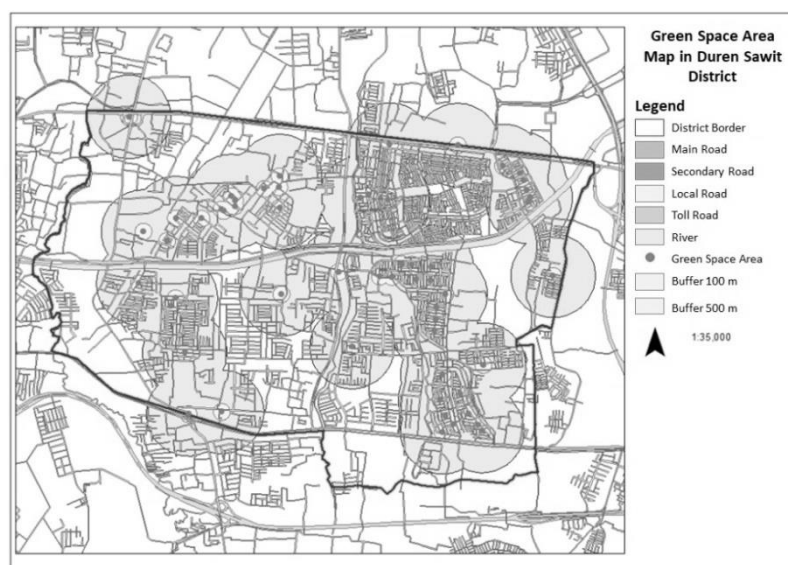 Green Space Area
Map in Duren Sawit
District
Legend
District Border
Main Road
Secondary Road
Local Road
Toll Road
River
Green Space Area
Buffer 100 m
Buffer 500 m
1:35,000